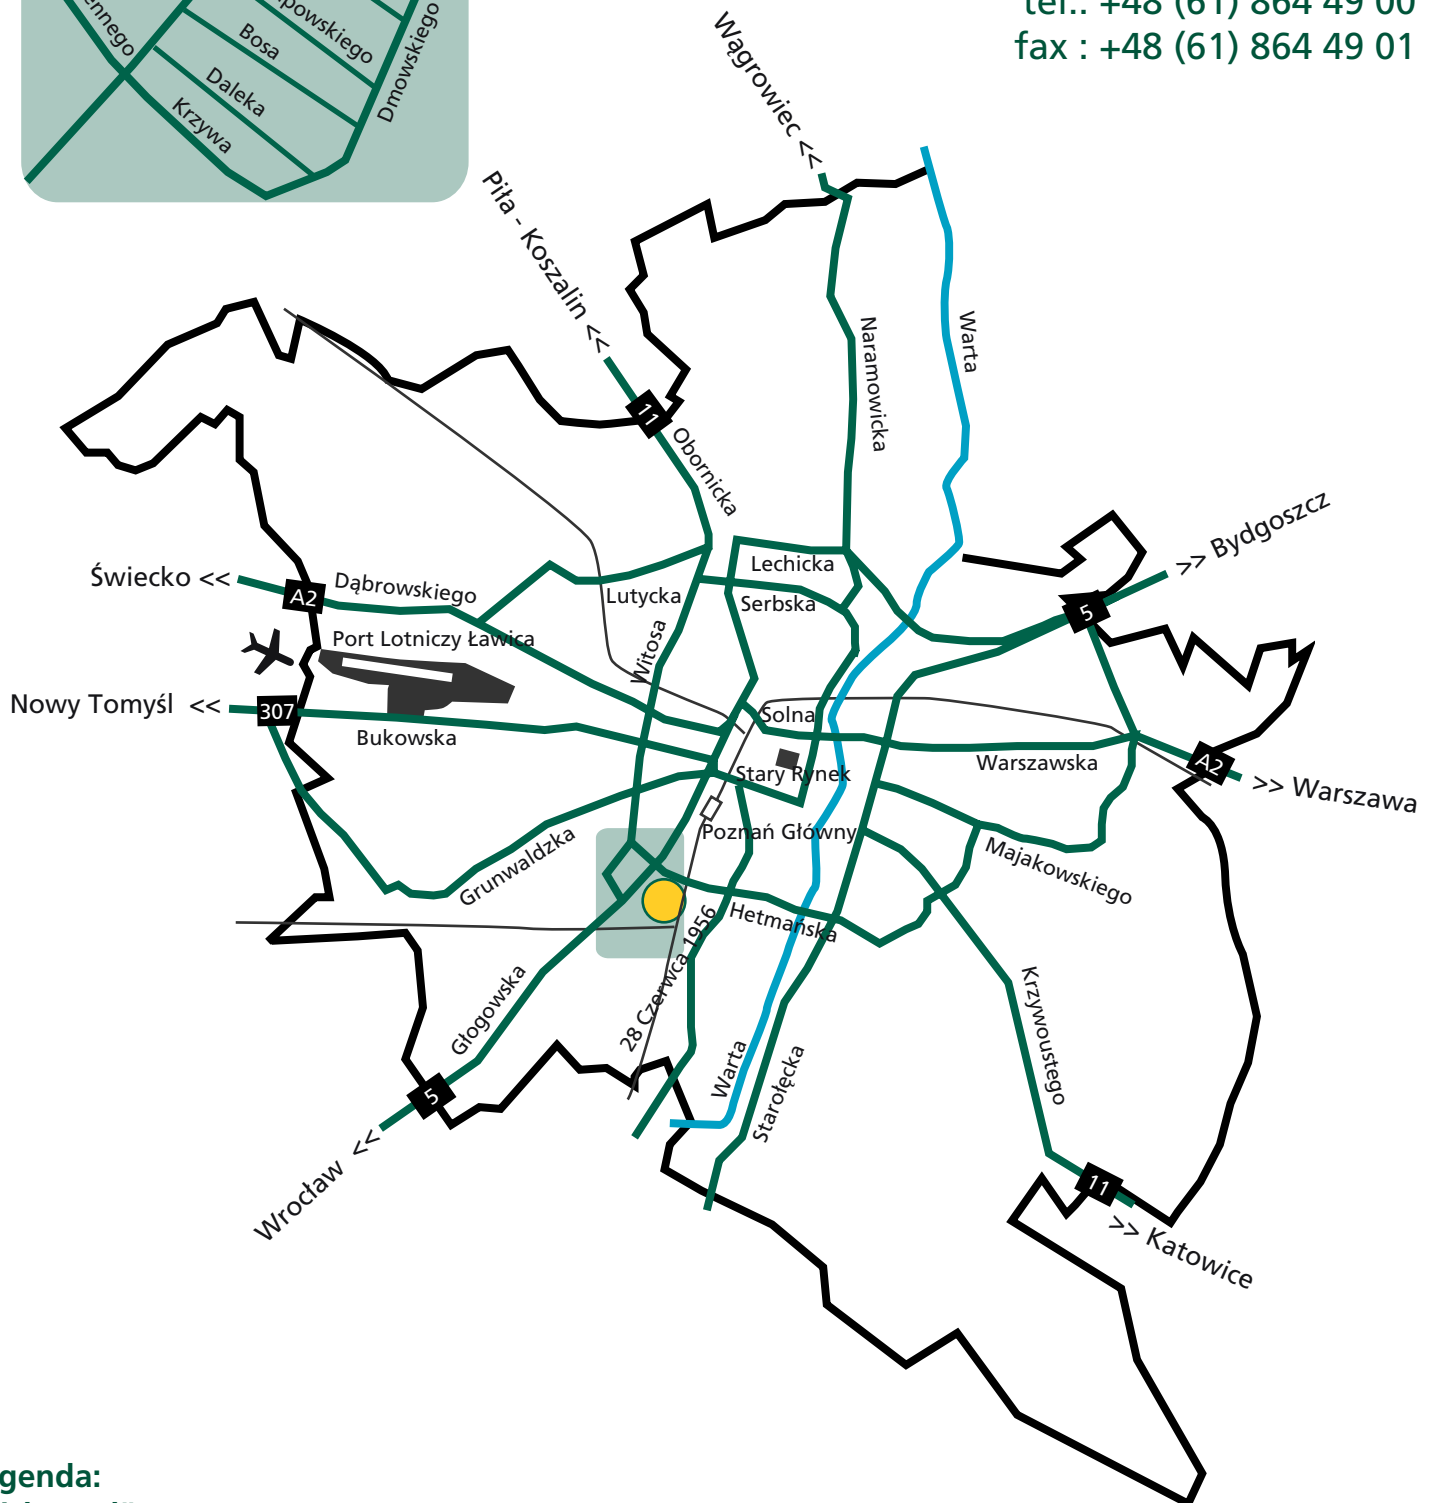 tel.: +48 (61) 864 49 00
fax : +48 (61) 864 49 01
Bosa
Daleka
Krzywa
Dmowskiego
Wągrowiec <<
Piła - Koszalin <<
11
Obornicka
Naramowicka
Warta
>> Bydgoszcz
5
Świecko <<
A2
Dąbrowskiego
Lutycka
Lechicka
Serbska
Witosa
Port Lotniczy Ławica
Nowy Tomyśl <<
307
Bukowska
Solna
Stary Rynek
Warszawska
A2
>> Warszawa
Poznań Główny
Majakowskiego
Grunwaldzka
Hetmańska
28 Czerwca 1956
Głogowska
5
Wrocław <<
Warta
Starołęcka
Krzywoustego
11
>> Katowice